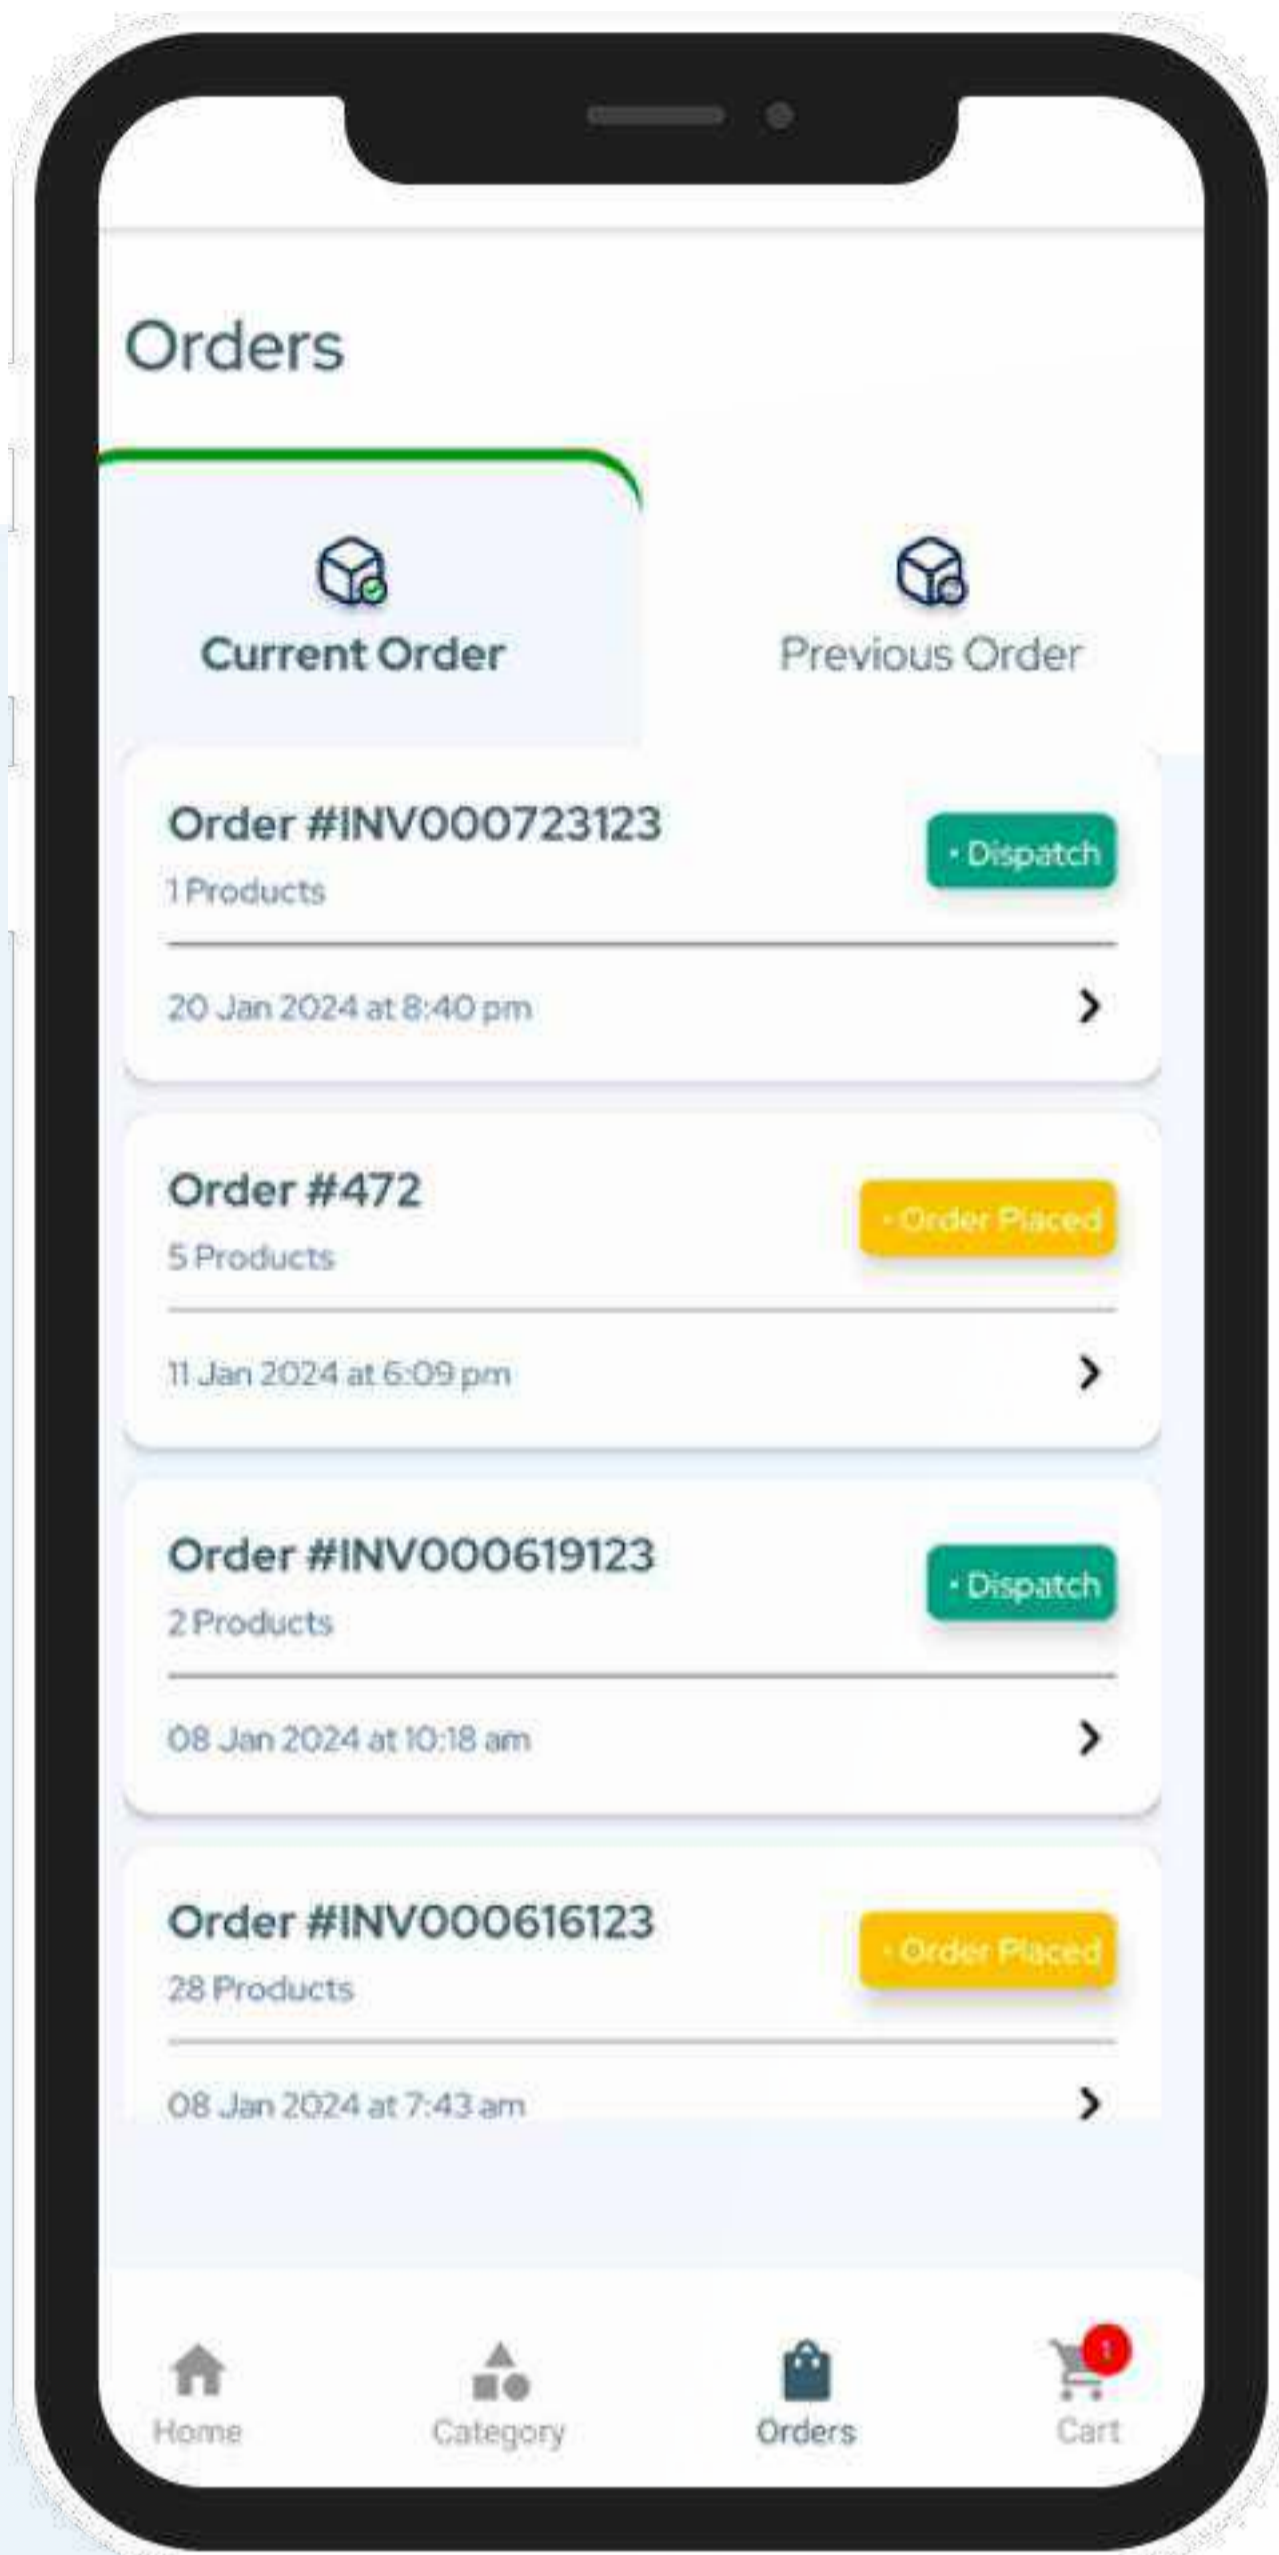 Orders
Current Order
Previous Order
Order #INV000723123
• Dispatch
1 Products
20 Jan 2024 at 8:40 pm
Order #472
• Order Placed
5 Products
11 Jan 2024 at 6:09 pm
Order #INV000619123
• Dispatch
2 Products
08 Jan 2024 at 10:18 am
Order #INV000616123
• Order Placed
28 Products
08 Jan 2024 at 7:43 am
1
Home
Category
Orders
Cart